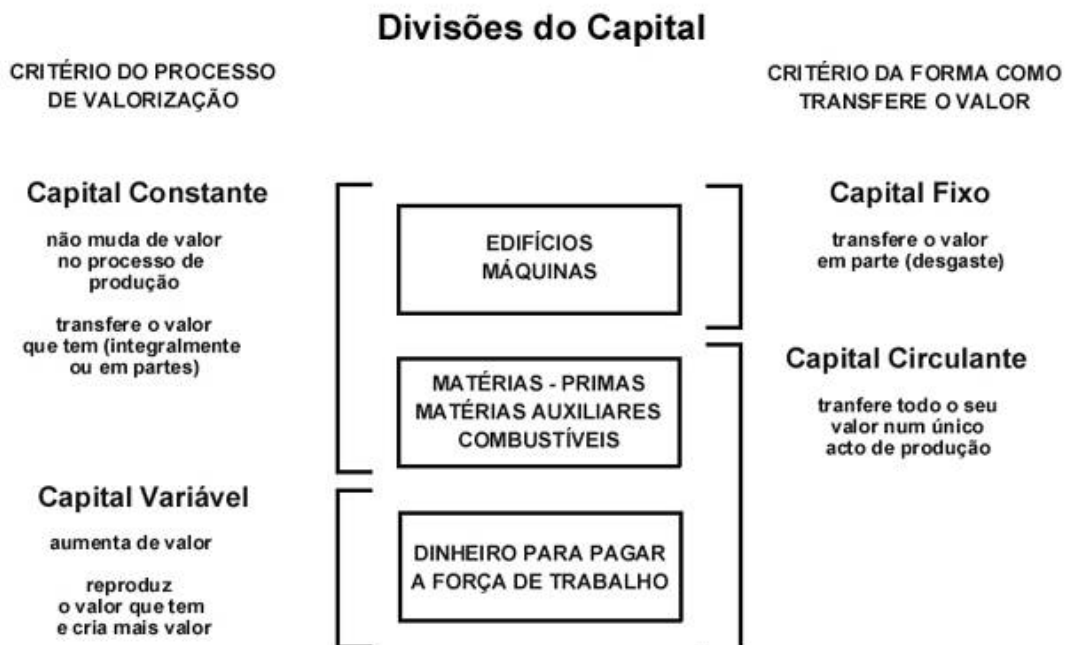 Divisões do Capital
CRITÉRIO DO PROCESSO
DE VALORIZAÇÃO
CRITÉRIO DA FORMA COMO
TRANSFERE O VALOR
Capital Constante
não muda de valor
no processo de
produção
transfere o valor
que tem (integralmente
ou em partes)
Capital Variável
aumenta de valor
reproduz
o valor que tem
e cria mais valor
EDIFÍCIOS
MÁQUINAS
MATÉRIAS - PRIMAS
MATÉRIAS AUXILIARES
COMBUSTÍVEIS
DINHEIRO PARA PAGAR
A FORÇA DE TRABALHO
Capital Fixo
transfere o valor
em parte (desgaste)
Capital Circulante
tranfere todo o seu
valor num único
acto de produção